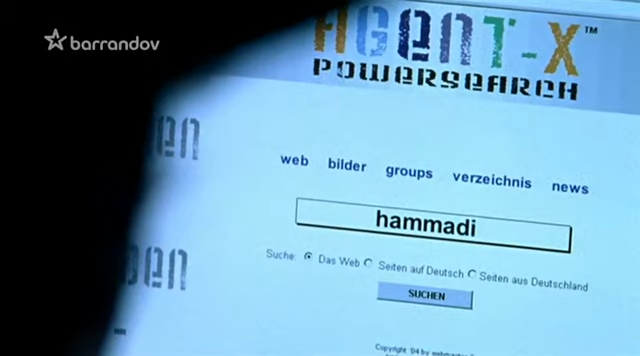 barrandov
AGENT-X™
POWERSEARCH
web bilder groups verzeichnis news
hammadi
Suche: Das Web Seiten auf Deutsch Seiten aus Deutschland
SUCHEN
Copyright '04 by